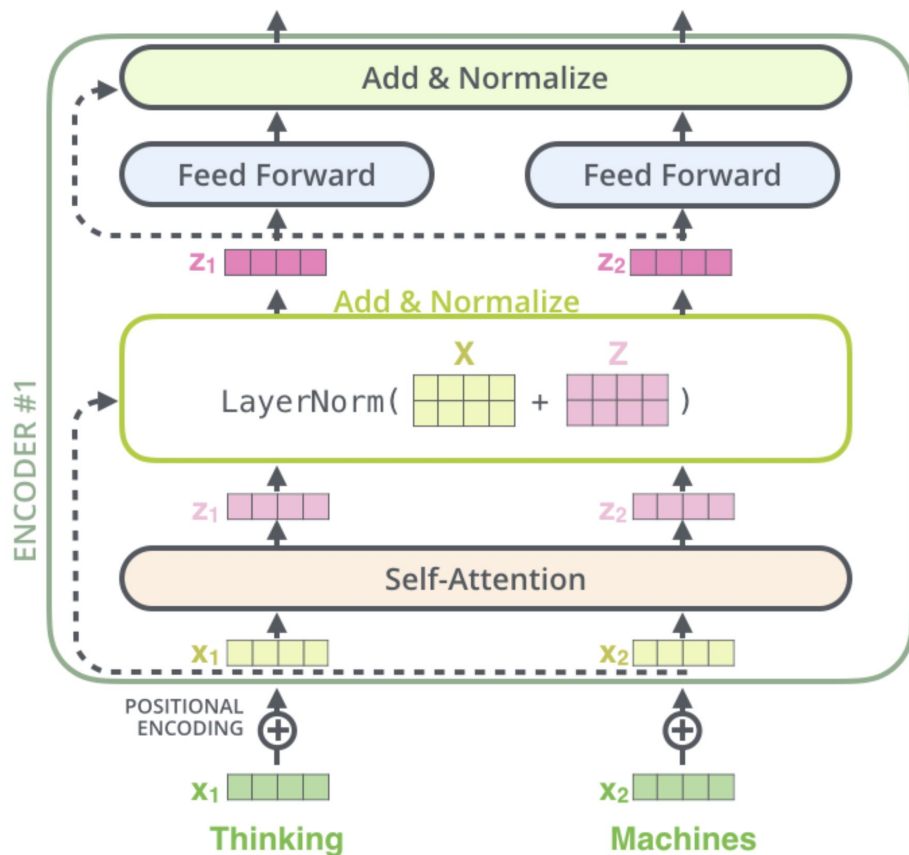 Add & Normalize
Feed Forward Feed Forward
z1 z2
Add & Normalize
X Z
LayerNorm( + )
ENCODER #1
z1 z2
Self-Attention
x1 x2
POSITIONAL
ENCODING
x1 x2
Thinking Machines